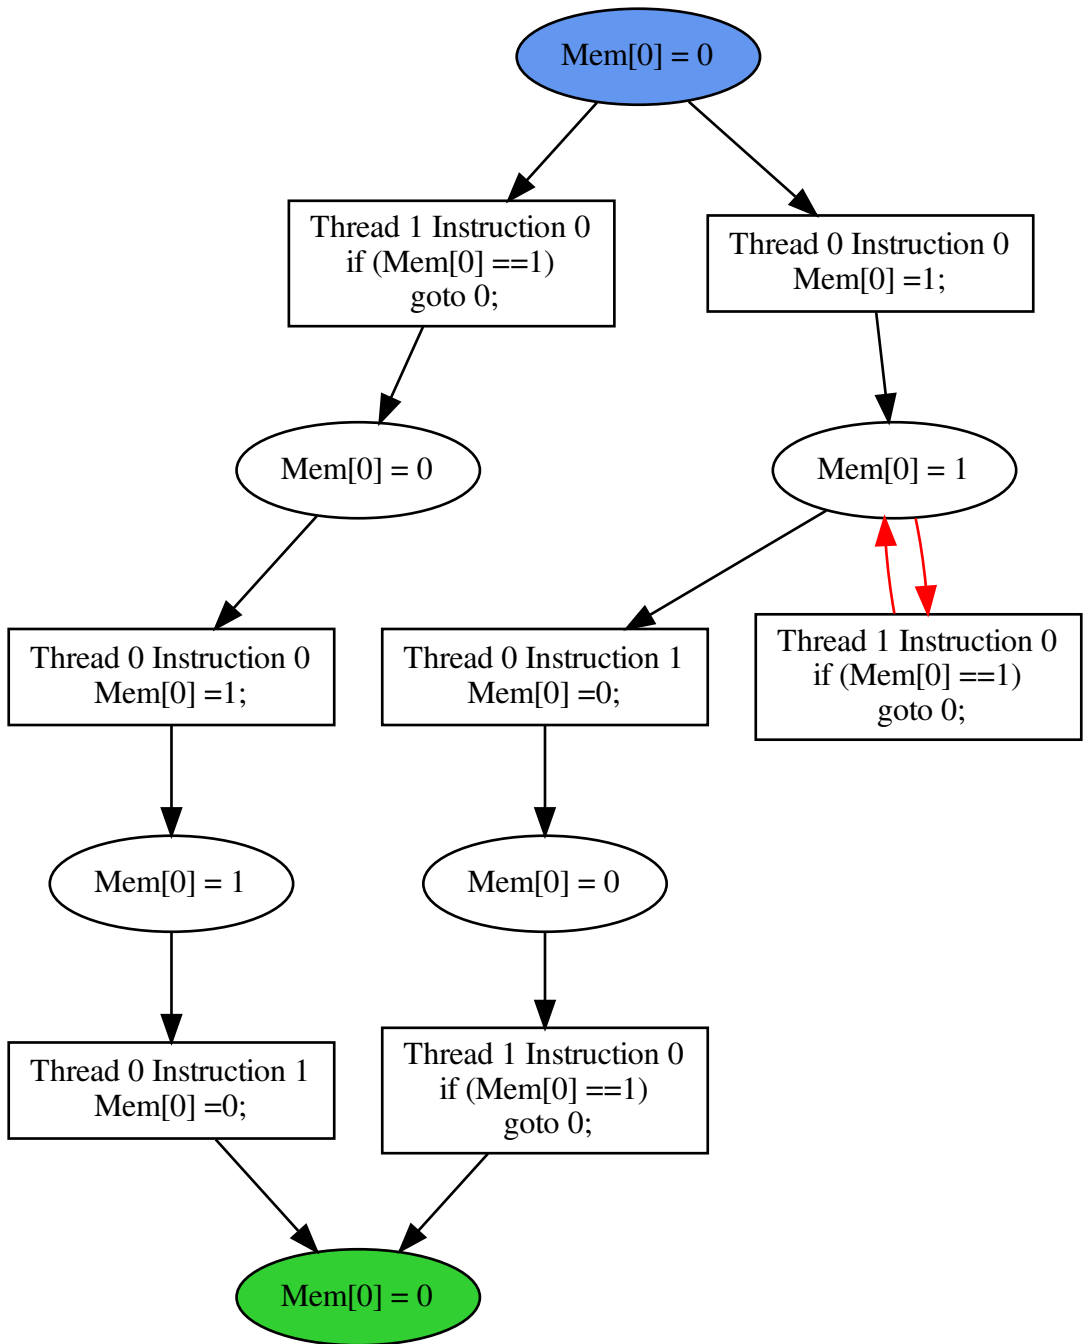 Mem[0] = 0
Thread 1 Instruction 0
if (Mem[0] ==1)
goto 0;
Thread 0 Instruction 0
Mem[0] =1;
Mem[0] = 0
Mem[0] = 1
Thread 0 Instruction 0
Mem[0] =1;
Thread 0 Instruction 1
Mem[0] =0;
Thread 1 Instruction 0
if (Mem[0] ==1)
goto 0;
Mem[0] = 1
Mem[0] = 0
Thread 0 Instruction 1
Mem[0] =0;
Thread 1 Instruction 0
if (Mem[0] ==1)
goto 0;
Mem[0] = 0